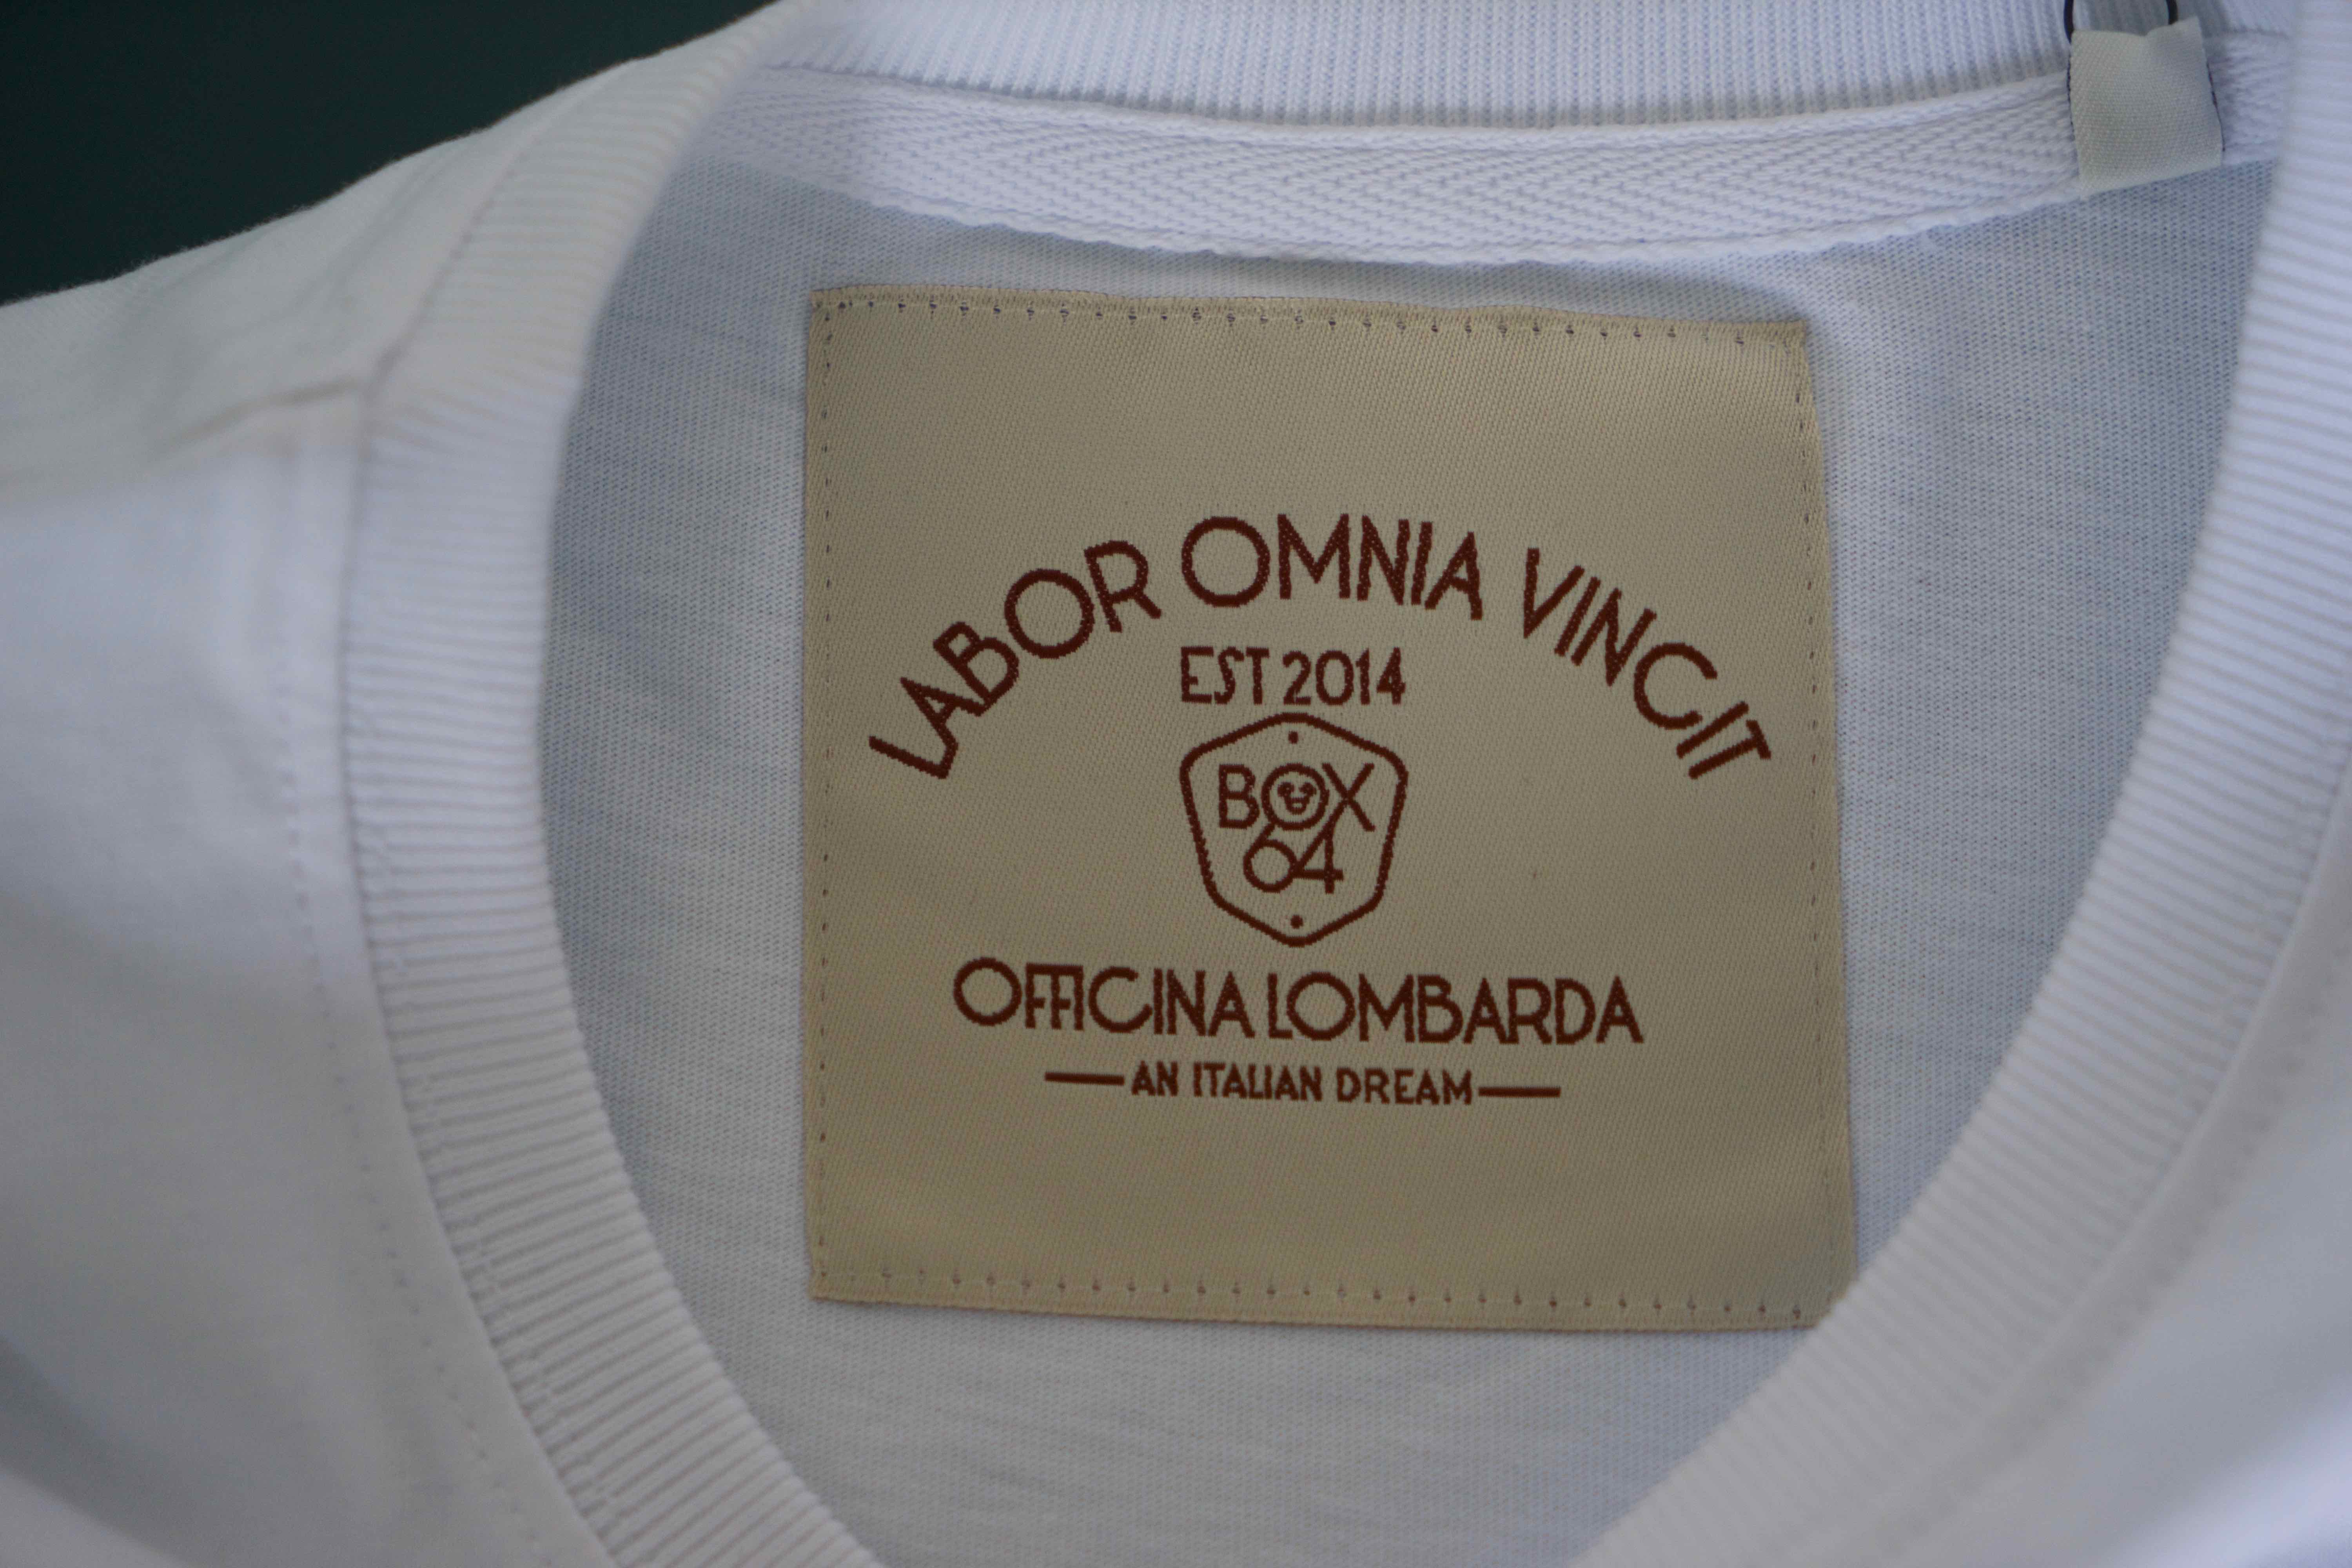 LABOR OMNIA VINCIT
EST 2014
BOX
64
OFFICINA LOMBARDA
AN ITALIAN DREAM